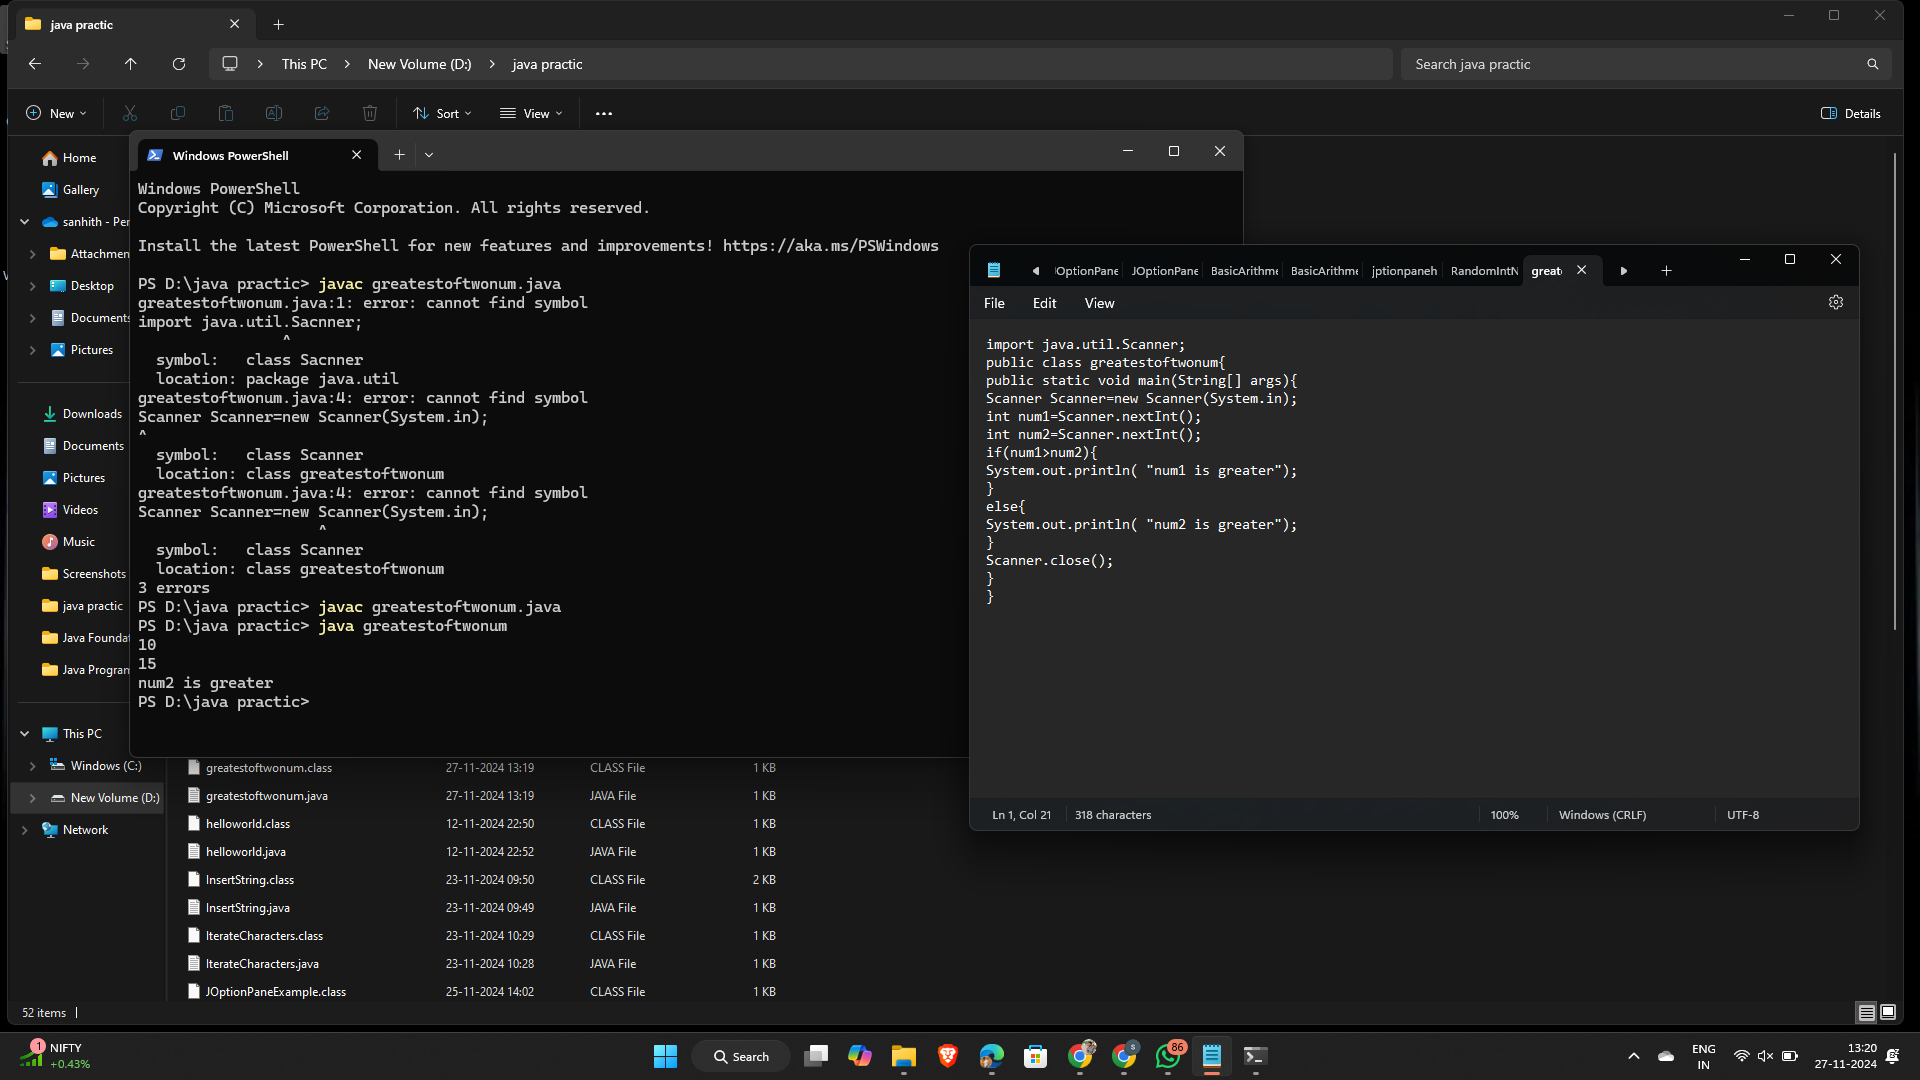 java practic
This PC
New Volume (D:)
java practic
Search java practic
New
Sort
View
Details
Home
Gallery
sanhith - Per
Attachmen
Desktop
Documents
Pictures
Downloads
Documents
Pictures
Videos
Music
Screenshots
java practic
Java Founda
Java Progran
This PC
Windows (C:)
New Volume (D:)
Network
Windows PowerShell
Windows PowerShell
Copyright (C) Microsoft Corporation. All rights reserved.
Install the latest PowerShell for new features and improvements! https://aka.ms/PSWindows
PS D:\java practic> javac greatestoftwonum.java
greatestoftwonum.java:1: error: cannot find symbol
import java.util.Sacnner;
^
symbol:   class Sacnner
location: package java.util
greatestoftwonum.java:4: error: cannot find symbol
Scanner Scanner=new Scanner(System.in);
^
symbol:   class Scanner
location: class greatestoftwonum
greatestoftwonum.java:4: error: cannot find symbol
Scanner Scanner=new Scanner(System.in);
^
symbol:   class Scanner
location: class greatestoftwonum
3 errors
PS D:\java practic> javac greatestoftwonum.java
PS D:\java practic> java greatestoftwonum
10
15
num2 is greater
PS D:\java practic>
OptionPane JOptionPane BasicArithme BasicArithme jptionpaneh RandomIntN great
File Edit View
import java.util.Scanner;
public class greatestoftwonum{
public static void main(String[] args){
Scanner Scanner=new Scanner(System.in);
int num1=Scanner.nextInt();
int num2=Scanner.nextInt();
if(num1>num2){
System.out.println( "num1 is greater");
}
else{
System.out.println( "num2 is greater");
}
Scanner.close();
}
}
Ln 1, Col 21 318 characters 100% Windows (CRLF) UTF-8
greatestoftwonum.class 27-11-2024 13:19 CLASS File 1 KB
greatestoftwonum.java 27-11-2024 13:19 JAVA File 1 KB
helloworld.class 12-11-2024 22:50 CLASS File 1 KB
helloworld.java 12-11-2024 22:52 JAVA File 1 KB
InsertString.class 23-11-2024 09:50 CLASS File 2 KB
InsertString.java 23-11-2024 09:49 JAVA File 1 KB
IterateCharacters.class 23-11-2024 10:29 CLASS File 1 KB
IterateCharacters.java 23-11-2024 10:28 JAVA File 1 KB
JOptionPaneExample.class 25-11-2024 14:02 CLASS File 1 KB
52 items
1
NIFTY
+0.43%
Search
S
86
ENG
IN
13:20
27-11-2024